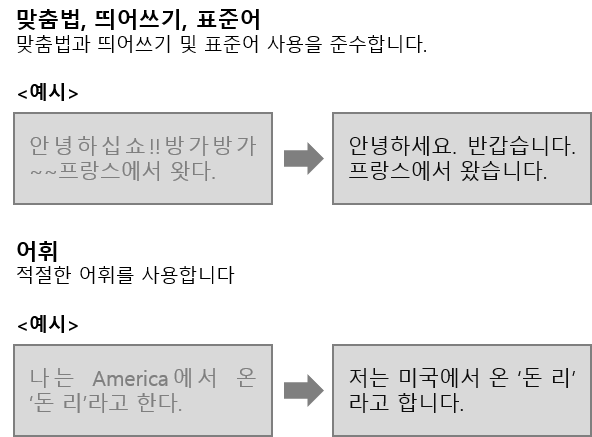 맞춤법, 띄어쓰기, 표준어
맞춤법과 띄어쓰기 및 표준어 사용을 준수합니다.
<예시>
안녕하십쇼!!방가방가
~~프랑스에서 왓다.
안녕하세요. 반갑습니다.
프랑스에서 왔습니다.
어휘
적절한 어휘를 사용합니다
<예시>
나는 America에서 온
‘돈 리’라고 한다.
저는 미국에서 온 ‘돈 리’
라고 합니다.